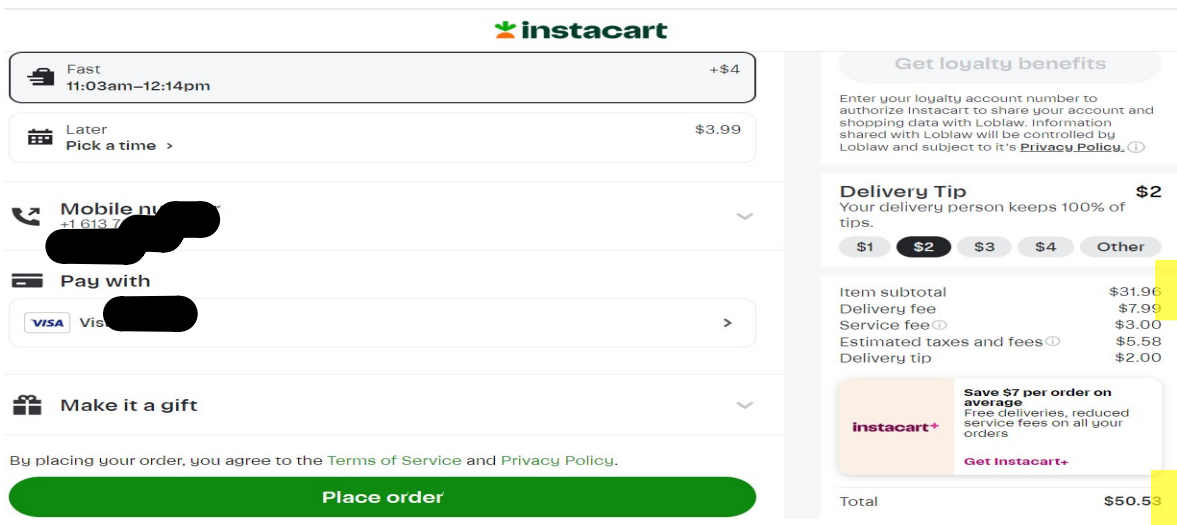 instacart
Fast
+$4
11:03am–12:14pm
Later
$3.99
Pick a time >
Mobile
+1 613
Pay with
VISA
Make it a gift
By placing your order, you agree to the Terms of Service and Privacy Policy.
Place order
Get loyalty benefits
Enter your loyalty account number to
authorize Instacart to share your account and
shopping data with Loblaw. Information
shared with Loblaw will be controlled by
Loblaw and subject to it's Privacy Policy.
Delivery Tip $2
Your delivery person keeps 100% of
tips.
$1 $2 $3 $4 Other
Item subtotal $31.96
Delivery fee $7.99
Service fee $3.00
Estimated taxes and fees $5.58
Delivery tip $2.00
Save $7 per order on
average
Free deliveries, reduced
service fees on all your
orders
instacart+
Get Instacart+
Total $50.53